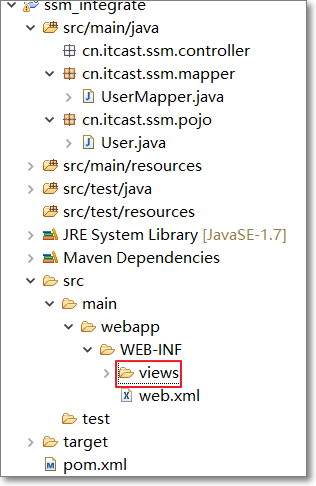 ssm_integrate
src/main/java
cn.itcast.ssm.controller
cn.itcast.ssm.mapper
UserMapper.java
cn.itcast.ssm.pojo
User.java
src/main/resources
src/test/java
src/test/resources
JRE System Library [JavaSE-1.7]
Maven Dependencies
src
main
webapp
WEB-INF
views
web.xml
test
target
pom.xml